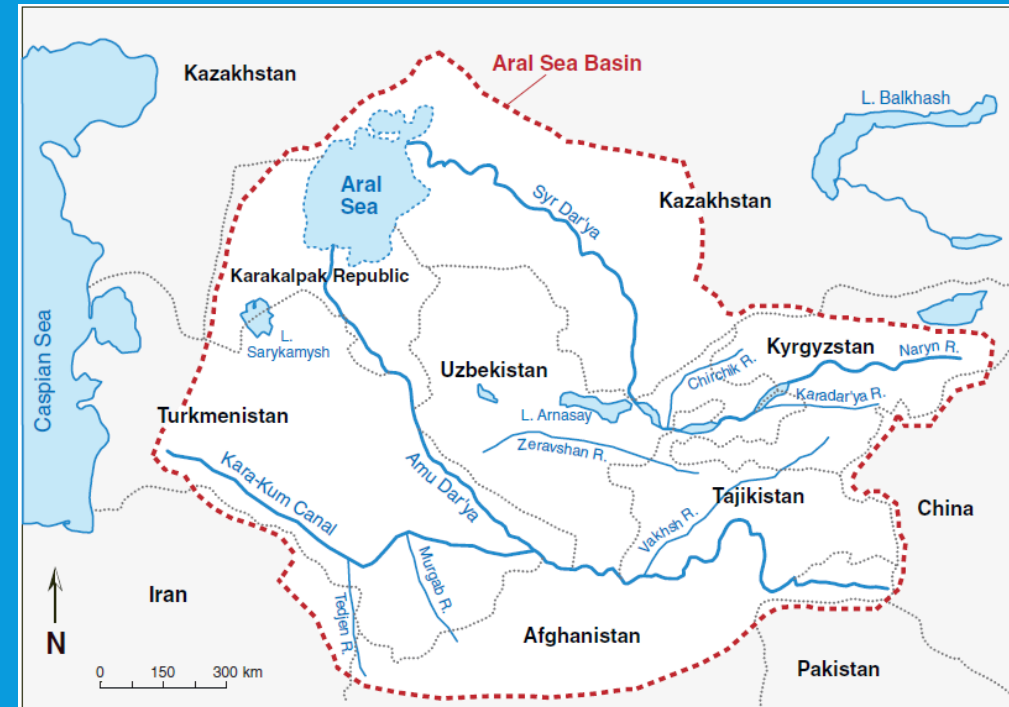 Kazakhstan
Aral Sea Basin
L. Balkhash
Aral
Sea
Syr Dar'ya
Kazakhstan
Karakalpak Republic
L.
Sarykamysh
Caspian Sea
Uzbekistan
Kyrgyzstan
Naryn R.
Chirchik R.
Karadar'ya R.
L. Arnasay
Turkmenistan
Zeravshan R.
Kara-Kum Canal
Amu Dar'ya
Tajikistan
China
Vakhsh R.
Murgab R.
Tedjen R.
Iran
Afghanistan
Pakistan
N
0 150 300 km